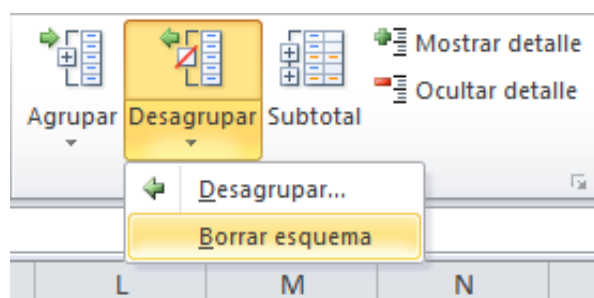 Mostrar detalle
Ocultar detalle
Agrupar Desagrupar Subtotal
Desagrupar...
Borrar esquema
L M N